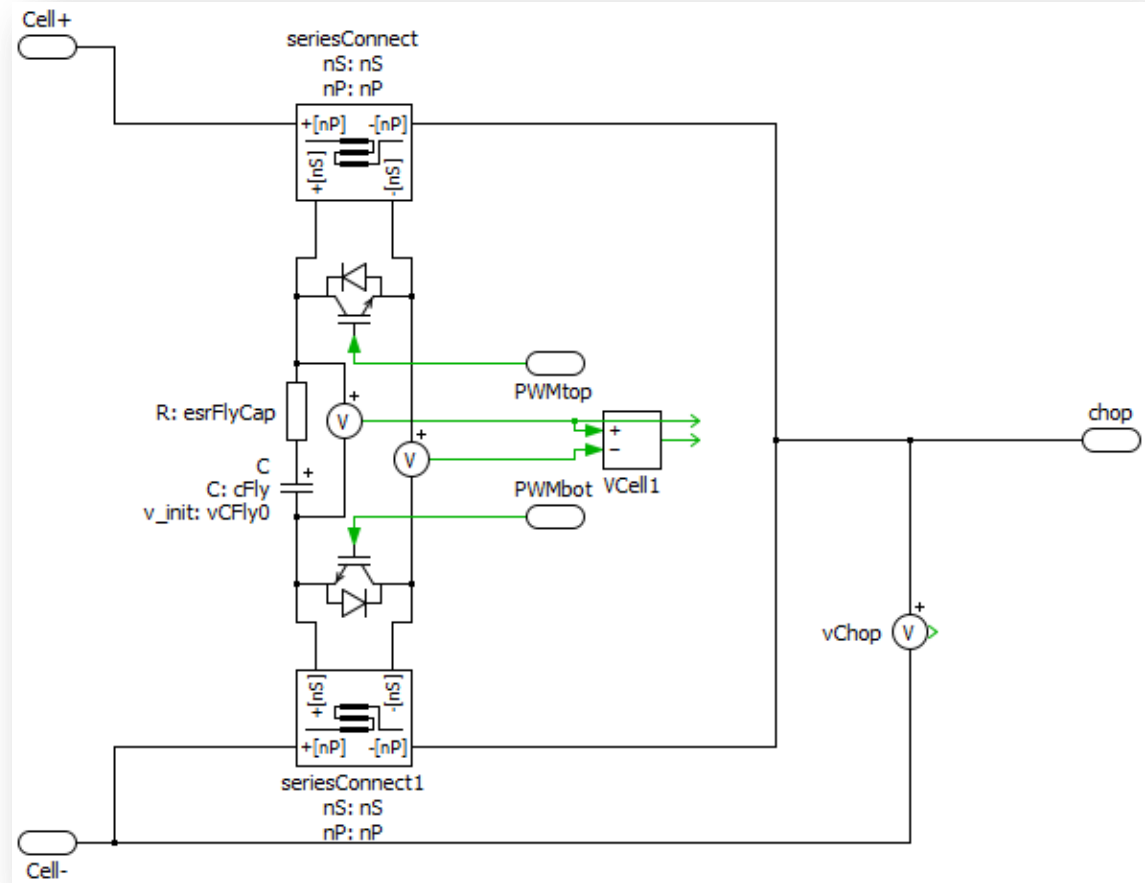 Cell+
seriesConnect
nS: nS
nP: nP
+[nP] -[nP]
+[nS] -[nS]
PWMtop
R: esrFlyCap
+
V
+
V
+
−
VCell1
chop
C
+
C: cFly
v_init: vCFly0
PWMbot
+
vChop V
+[nS] -[nS]
+[nP] -[nP]
seriesConnect1
nS: nS
nP: nP
Cell-